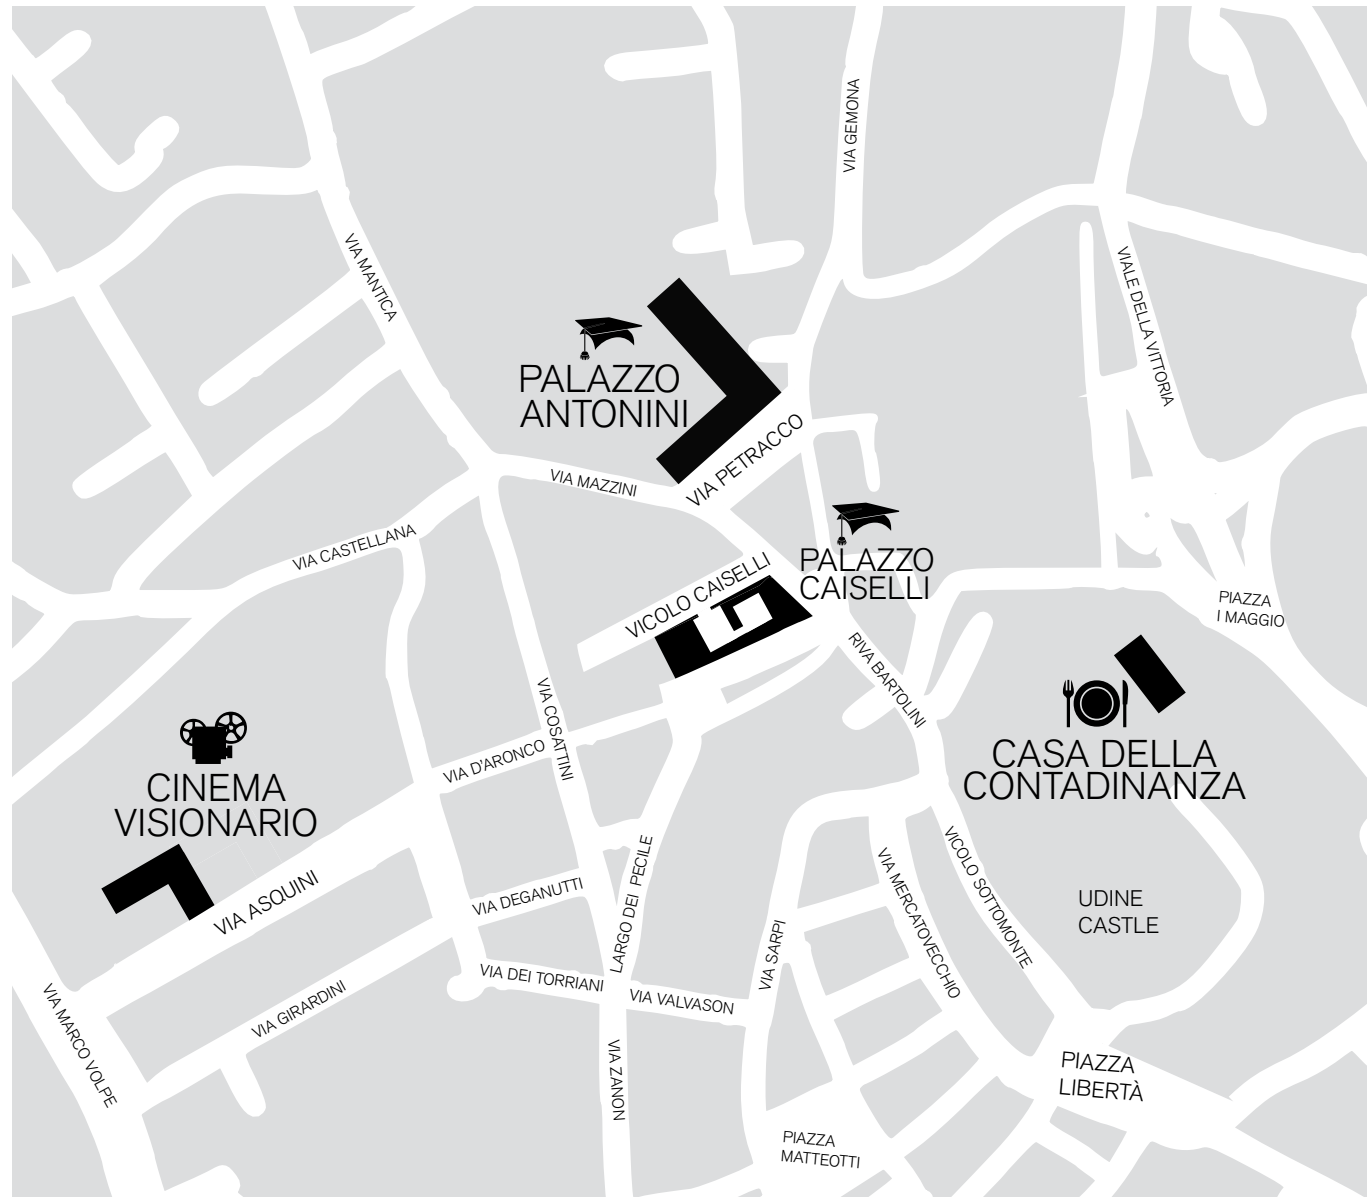 VIA GEMONA
VIA MANTICA
VIALE DELLA VITTORIA
PALAZZO
ANTONINI
VIA PETRACCO
VIA MAZZINI
VIA CASTELLANA
PALAZZO
CAISELLI
VICOLO CAISELLI
PIAZZA
I MAGGIO
RIVA BARTOLINI
VIA COSATTINI
VIA D'ARONCO
CASA DELLA
CONTADINANZA
CINEMA
VISIONARIO
VIA ASQUINI
VIA DEGANUTTI
LARGO DEI PECILE
VIA MERCATOVECCHIO
VICOLO SOTTOMONTE
UDINE
CASTLE
VIA SARPI
VIA DEI TORRIANI
VIA VALVASON
VIA GIRARDINI
VIA MARCO VOLPE
VIA ZANON
PIAZZA
LIBERTÀ
PIAZZA
MATTEOTTI